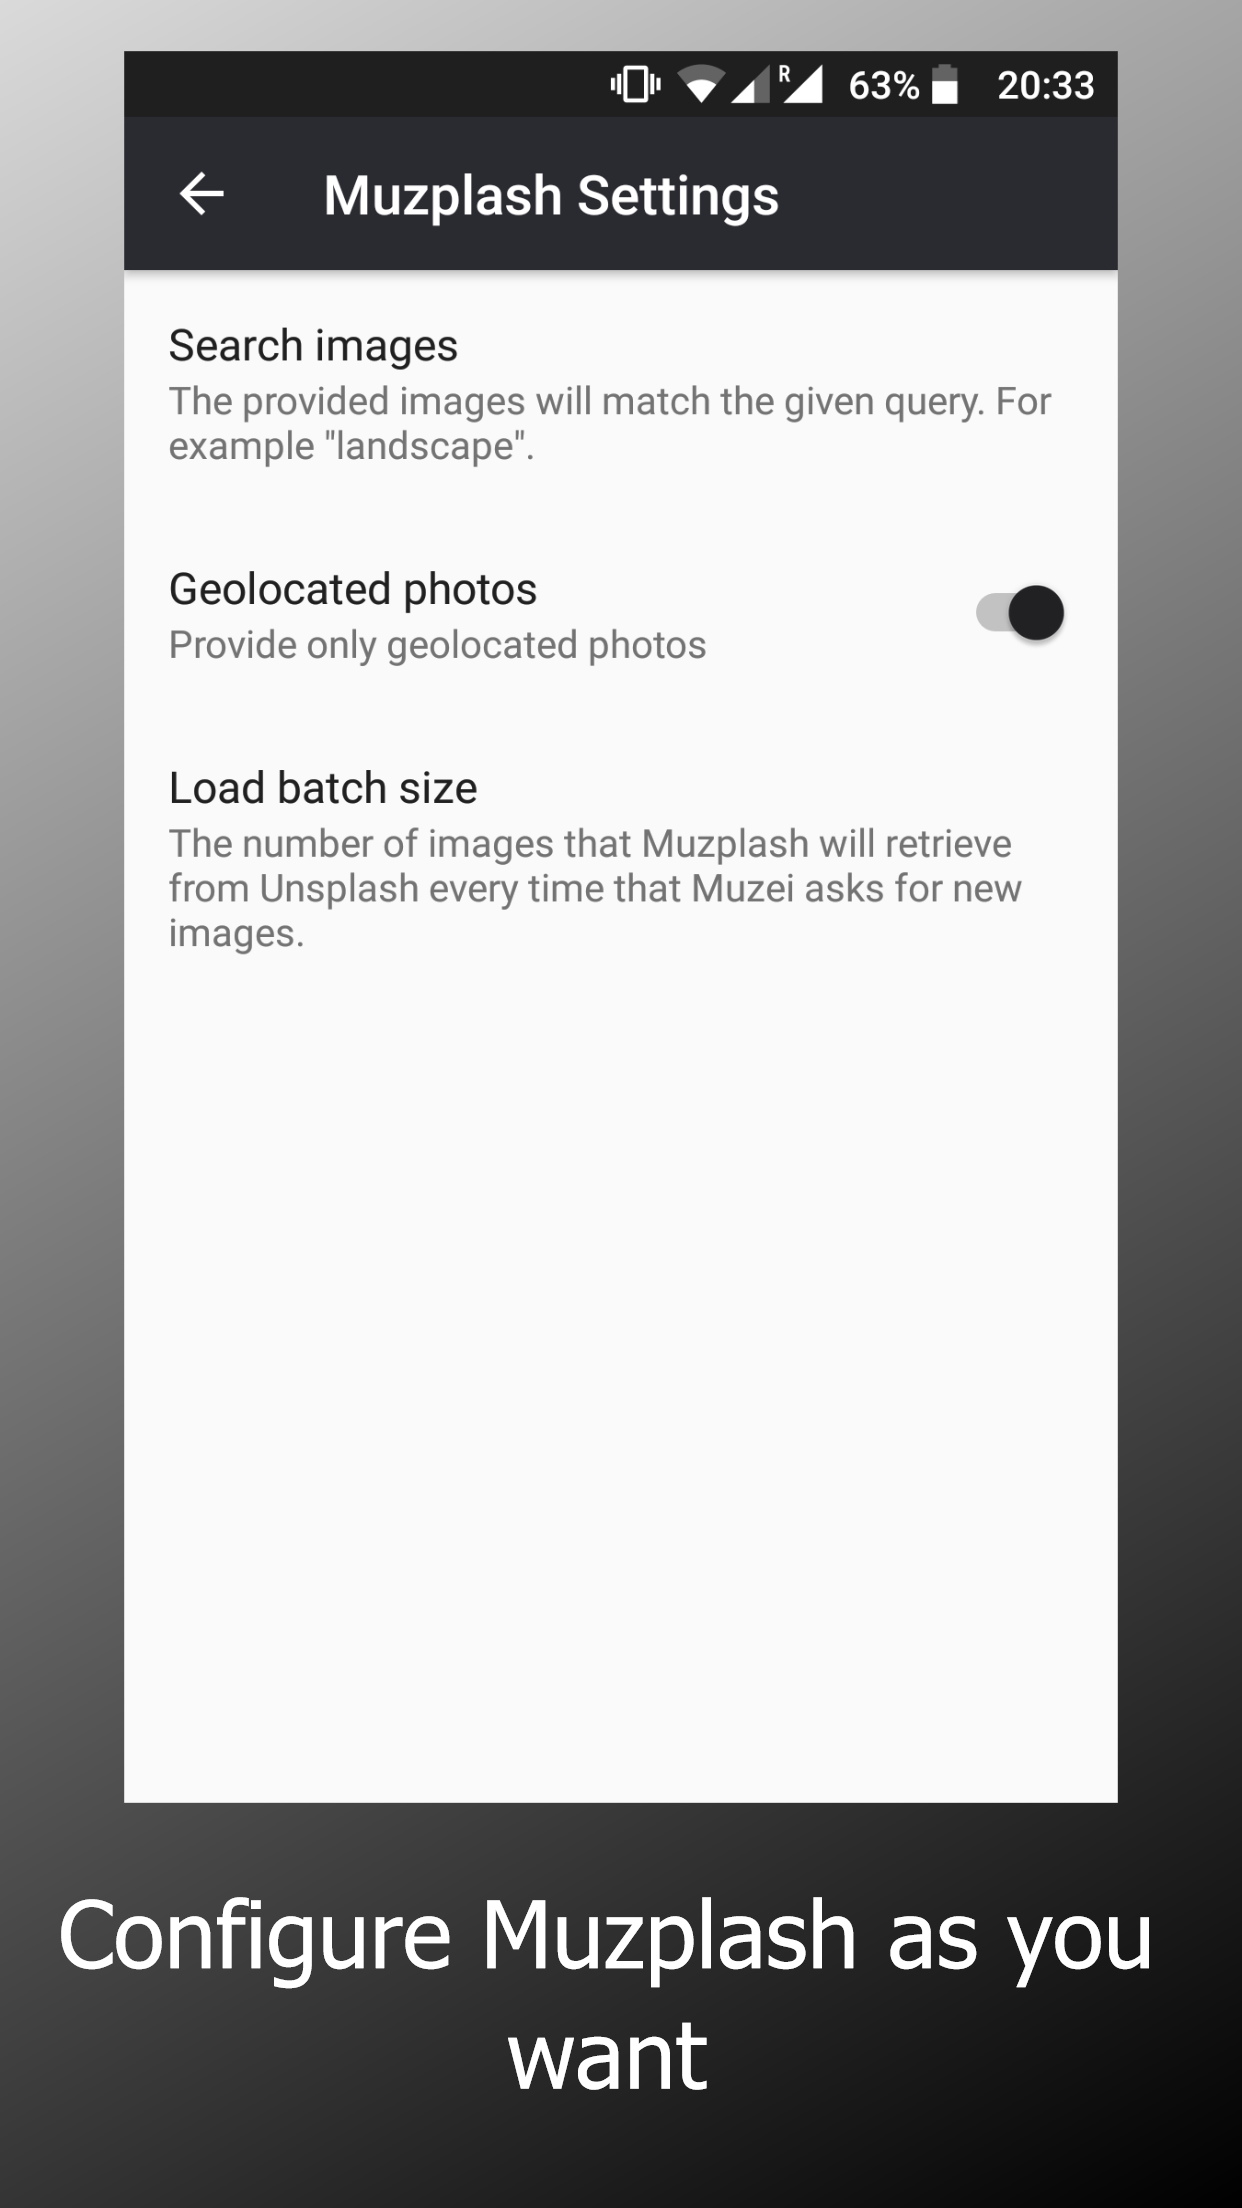 R 63% 20:33
Muzplash Settings
Search images
The provided images will match the given query. For
example "landscape".
Geolocated photos
Provide only geolocated photos
Load batch size
The number of images that Muzplash will retrieve
from Unsplash every time that Muzei asks for new
images.
Configure Muzplash as you
want